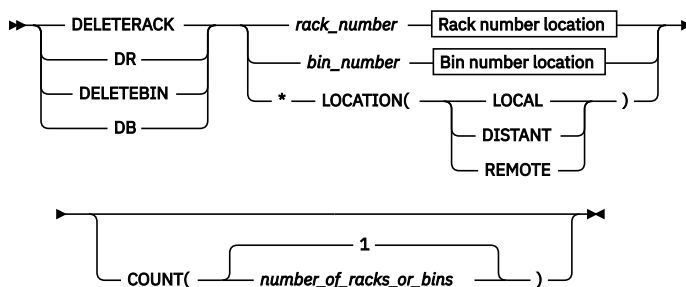 DELETERACK rack_number Rack number location
DR bin_number Bin number location
DELETEBIN * LOCATION( LOCAL )
DB DISTANT
REMOTE
1
COUNT( number_of_racks_or_bins )